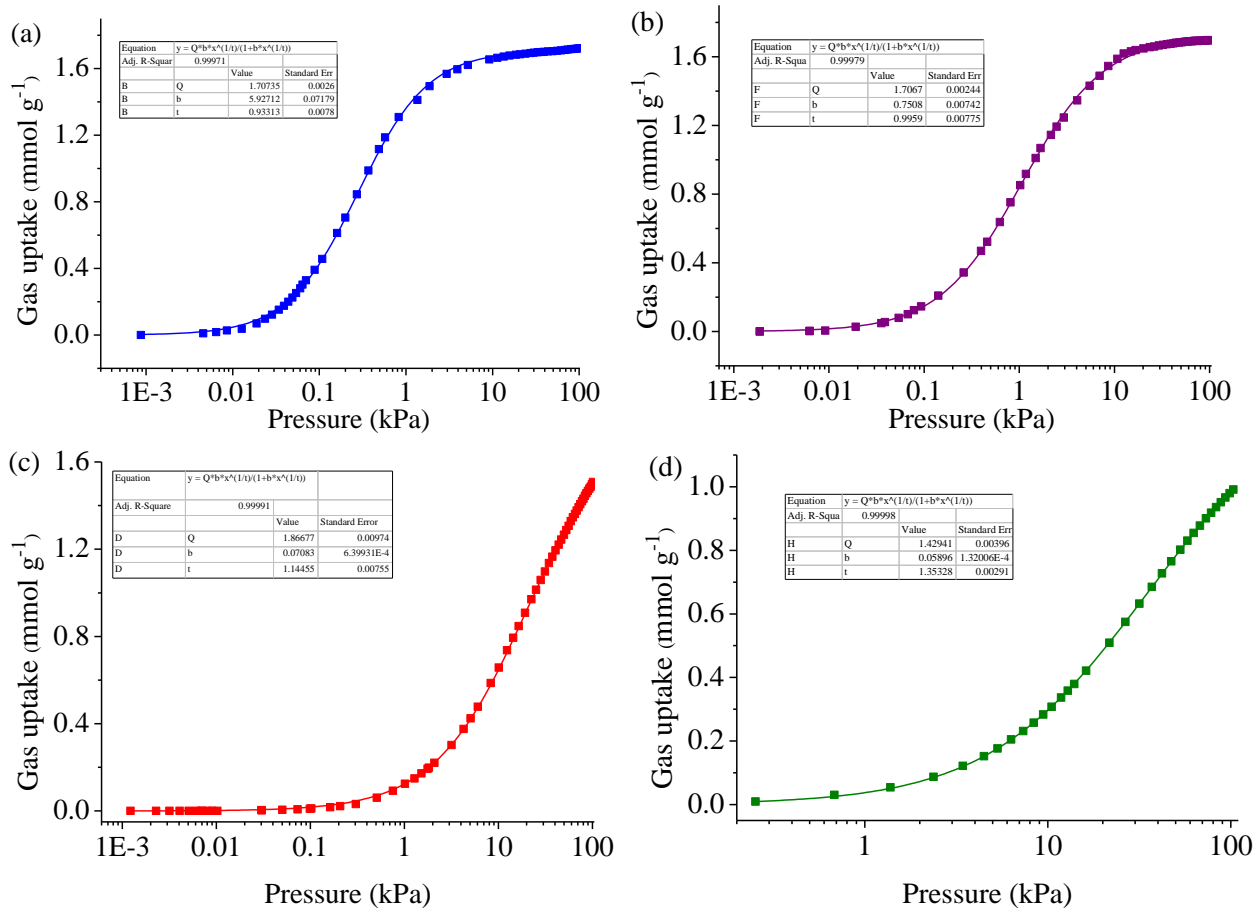 (a)
Equation y = Q*b*x^(1/t)/(1+b*x^(1/t))
Adj. R-Squar 0.99971
Value Standard Err
B Q 1.70735 0.0026
B b 5.92712 0.07179
B t 0.93313 0.0078
Gas uptake (mmol g-1)
1.6
1.2
0.8
0.4
0.0
1E-3 0.01 0.1 1 10 100
Pressure (kPa)
(b)
Equation y = Q*b*x^(1/t)/(1+b*x^(1/t))
Adj. R-Squa 0.99979
Value Standard Err
F Q 1.7067 0.00244
F b 0.7508 0.00742
F t 0.9959 0.00775
Gas uptake (mmol g-1)
1.6
1.2
0.8
0.4
0.0
1E-3 0.01 0.1 1 10 100
Pressure (kPa)
(c)
Equation y = Q*b*x^(1/t)/(1+b*x^(1/t))
Adj. R-Square 0.99991
Value Standard Error
D Q 1.86677 0.00974
D b 0.07083 6.39931E-4
D t 1.14455 0.00755
Gas uptake (mmol g-1)
1.6
1.2
0.8
0.4
0.0
1E-3 0.01 0.1 1 10 100
Pressure (kPa)
(d)
Equation y = Q*b*x^(1/t)/(1+b*x^(1/t))
Adj. R-Squa 0.99998
Value Standard Err
H Q 1.42941 0.00396
H b 0.05896 1.32006E-4
H t 1.35328 0.00291
Gas uptake (mmol g-1)
1.0
0.8
0.6
0.4
0.2
0.0
1 10 100
Pressure (kPa)